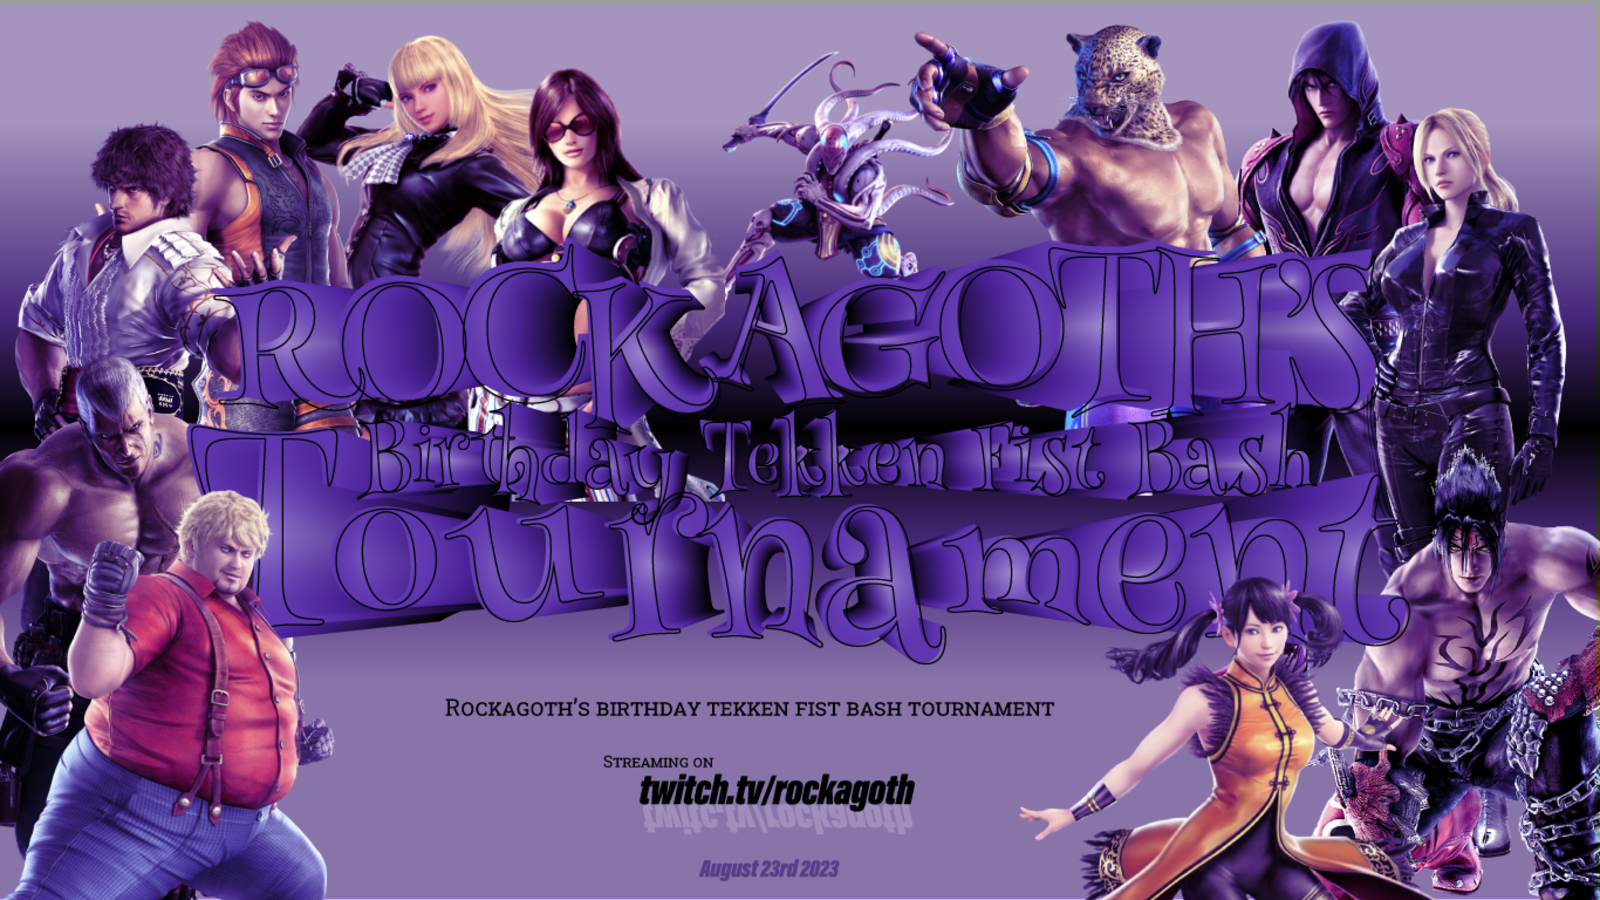 ROCKAGOTH'S
Birthday Tekken Fist Bash
Tournament
Rockagoth's birthday tekken fist bash tournament
Streaming on
twitch.tv/rockagoth
August 23rd 2023